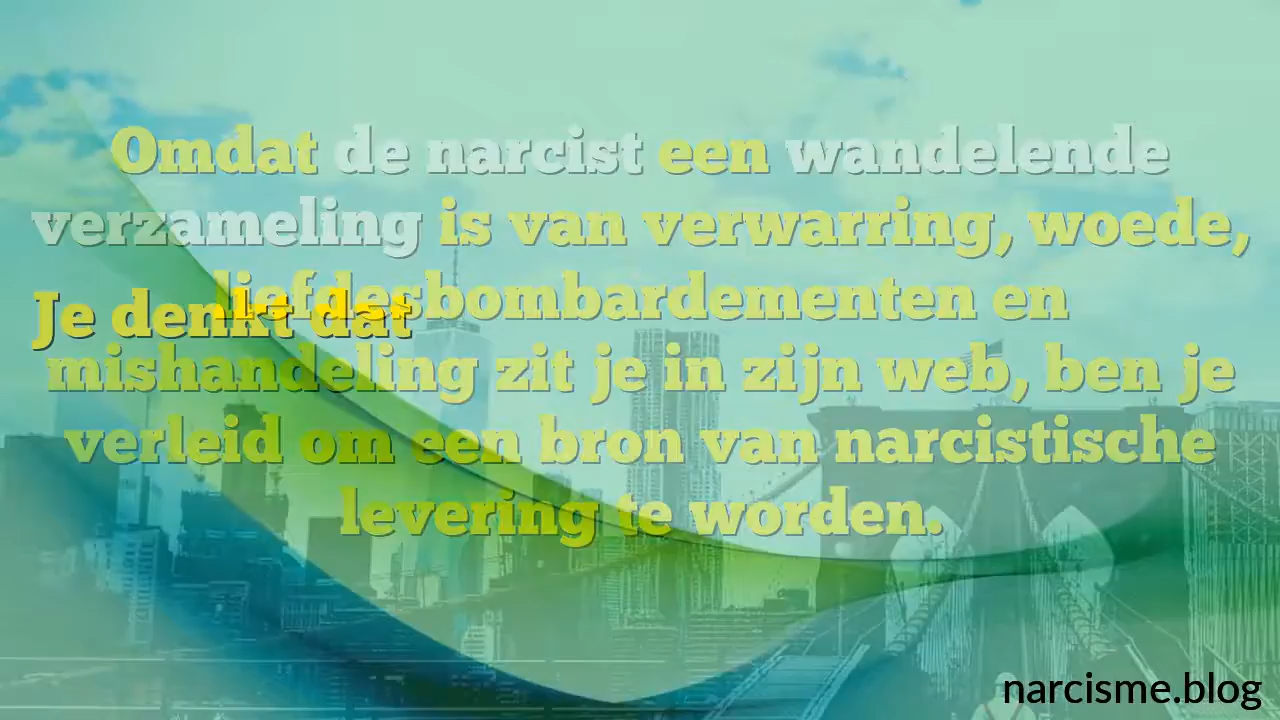 Omdat de narcist een wandelende
verzameling is van verwarring, woede,
liefdesbombardementen en
Je denkt dat
mishandeling zit je in zijn web, ben je
verleid om een bron van narcistische
levering te worden.
narcisme.blog